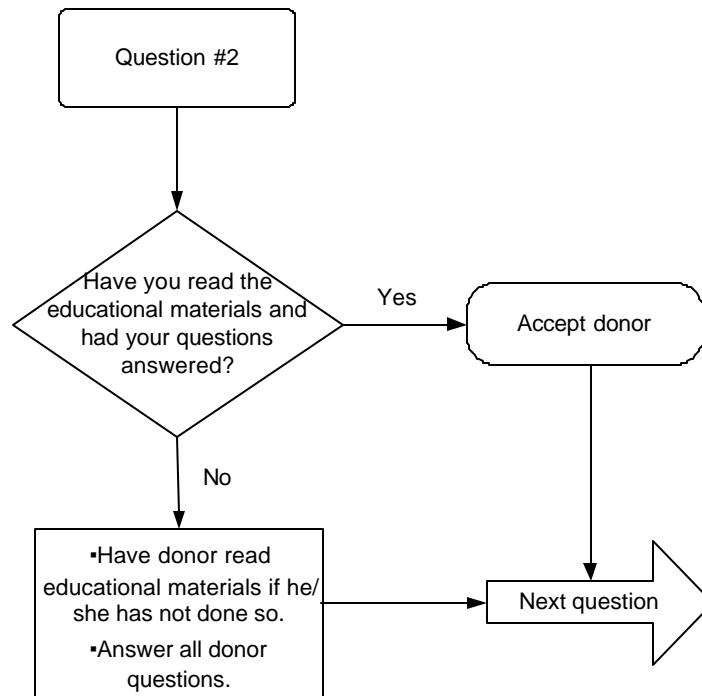 Question #2
Have you read the
educational materials and
had your questions
answered?
Yes
Accept donor
No
▪Have donor read
educational materials if he/
she has not done so.
▪Answer all donor
questions.
Next question